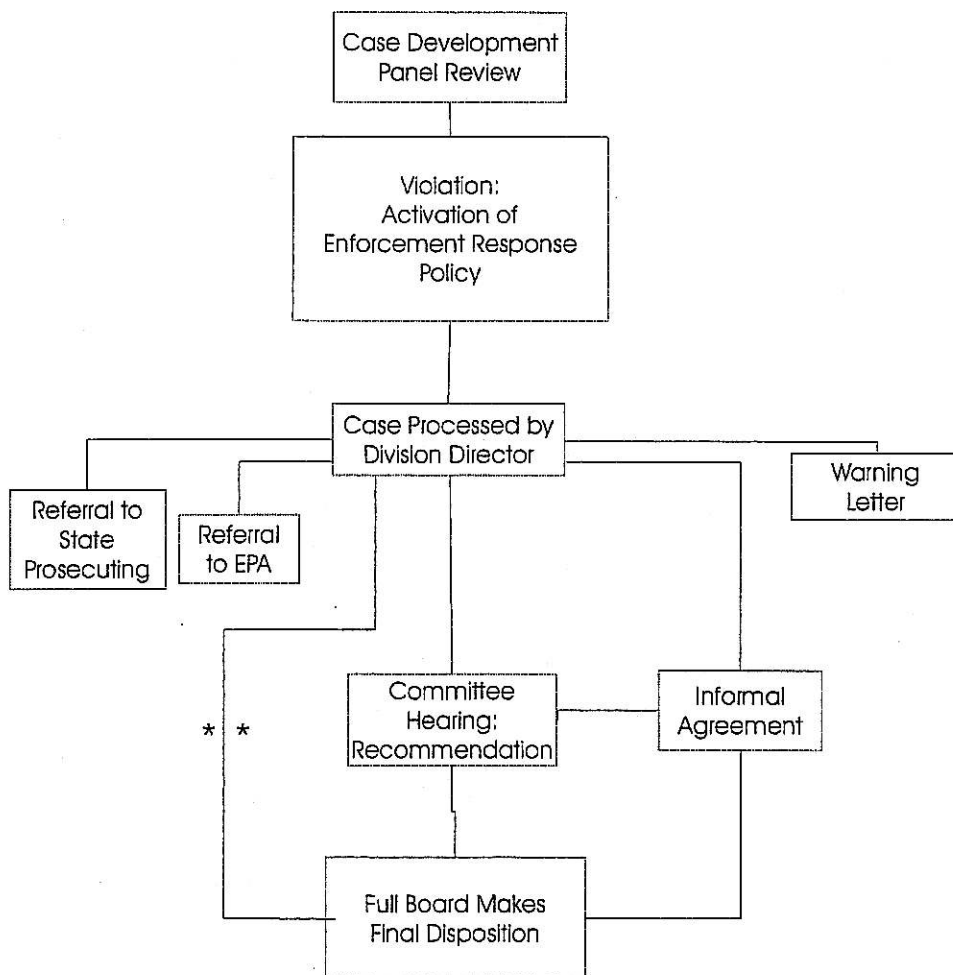 Case Development
Panel Review
Violation:
Activation of
Enforcement Response
Policy
Case Processed by
Division Director
Referral to
State
Prosecuting
Referral
to EPA
Warning
Letter
Committee
Hearing:
Recommendation
Informal
Agreement
* *
Full Board Makes
Final Disposition